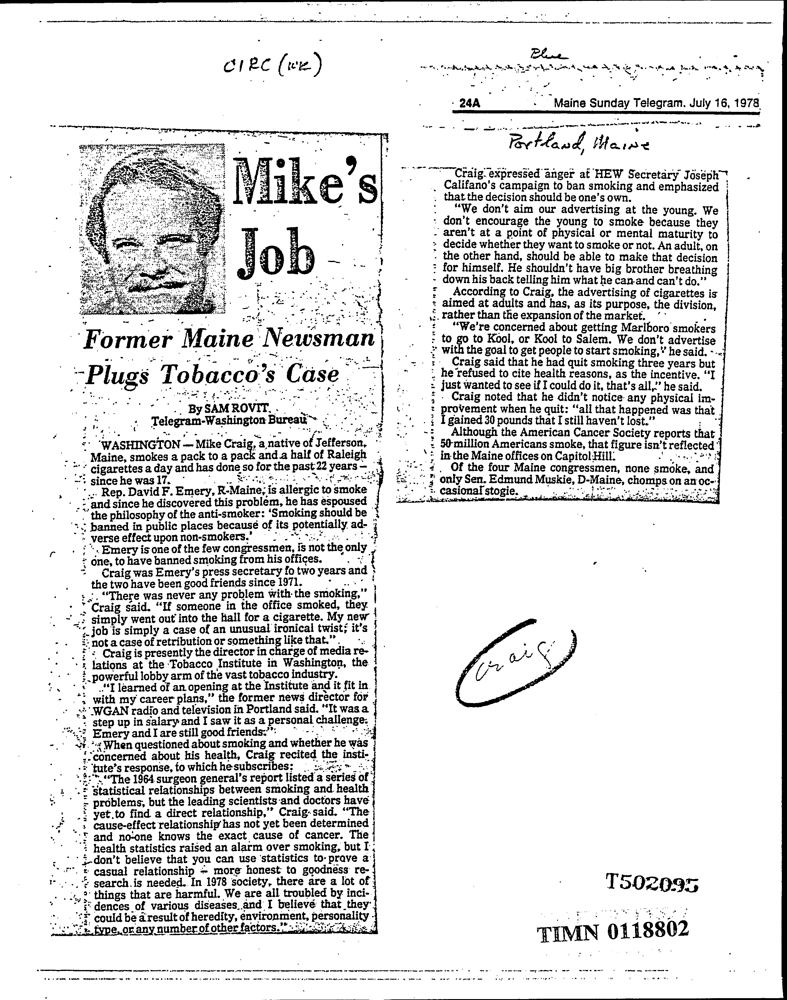 CIRC (WK)
Blue
24A Maine Sunday Telegram, July 16, 1978
Portland, Maine
Mike's
Job
Former Maine Newsman
Plugs Tobacco's Case
By SAM ROVIT
Telegram-Washington Bureau
WASHINGTON — Mike Craig, a native of Jefferson,
Maine, smokes a pack to a pack and a half of Raleigh
cigarettes a day and has done so for the past 22 years –
since he was 17.
Rep. David F. Emery, R-Maine, is allergic to smoke
and since he discovered this problem, he has espoused
the philosophy of the anti-smoker: 'Smoking should be
banned in public places because of its potentially ad-
verse effect upon non-smokers.'
Emery is one of the few congressmen, is not the only
one, to have banned smoking from his offices.
Craig was Emery's press secretary fo two years and
the two have been good friends since 1971.
"There was never any problem with the smoking,"
Craig said. "If someone in the office smoked, they
simply went out into the hall for a cigarette. My new
job is simply a case of an unusual ironical twist; it's
not a case of retribution or something like that."
Craig is presently the director in charge of media re-
lations at the Tobacco Institute in Washington, the
powerful lobby arm of the vast tobacco industry.
"I learned of an opening at the Institute and it fit in
with my career plans," the former news director for
WGAN radio and television in Portland said. "It was a
step up in salary and I saw it as a personal challenge.
Emery and I are still good friends."
When questioned about smoking and whether he was
concerned about his health, Craig recited the insti-
tute's response, to which he subscribes:
"The 1964 surgeon general's report listed a series of
statistical relationships between smoking and health
problems, but the leading scientists and doctors have
yet to find a direct relationship," Craig said. "The
cause-effect relationship has not yet been determined
and no one knows the exact cause of cancer. The
health statistics raised an alarm over smoking, but I
don't believe that you can use statistics to prove a
casual relationship – more honest to goodness re-
search is needed. In 1978 society, there are a lot of
things that are harmful. We are all troubled by inci-
dences of various diseases and I believe that they
could be a result of heredity, environment, personality
type, or any number of other factors."
Craig expressed anger at HEW Secretary Joseph
Califano's campaign to ban smoking and emphasized
that the decision should be one's own.
"We don't aim our advertising at the young. We
don't encourage the young to smoke because they
aren't at a point of physical or mental maturity to
decide whether they want to smoke or not. An adult, on
the other hand, should be able to make that decision
for himself. He shouldn't have big brother breathing
down his back telling him what he can and can't do."
According to Craig, the advertising of cigarettes is
aimed at adults and has, as its purpose, the division,
rather than the expansion of the market.
"We're concerned about getting Marlboro smokers
to go to Kool, or Kool to Salem. We don't advertise
with the goal to get people to start smoking," he said.
Craig said that he had quit smoking three years but
he refused to cite health reasons, as the incentive. "I
just wanted to see if I could do it, that's all," he said.
Craig noted that he didn't notice any physical im-
provement when he quit: "all that happened was that
I gained 30 pounds that I still haven't lost."
Although the American Cancer Society reports that
50 million Americans smoke, that figure isn't reflected
in the Maine offices on Capitol Hill.
Of the four Maine congressmen, none smoke, and
only Sen. Edmund Muskie, D-Maine, chomps on an oc-
casional stogie.
Craig
T502095
TIMN 0118802